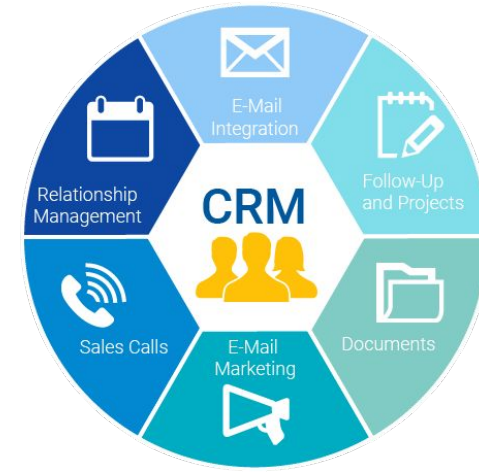 E-Mail
Integration
Follow-Up
and Projects
Relationship
Management
CRM
Sales Calls
E-Mail
Marketing
Documents